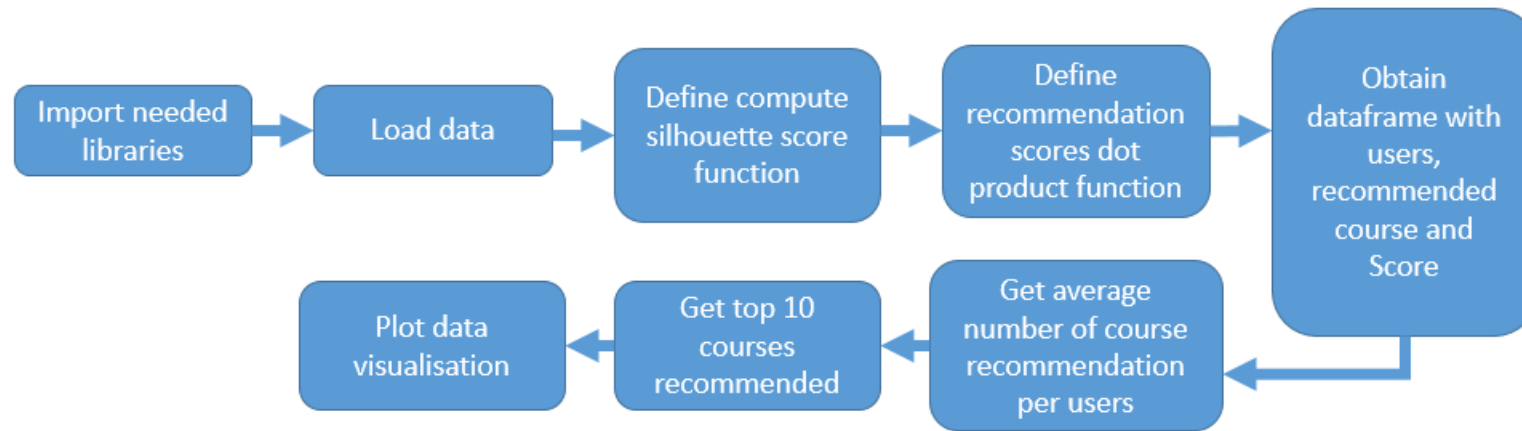 Import needed
libraries
Load data
Define compute
silhouette score
function
Define
recommendation
scores dot
product function
Obtain
dataframe with
users,
recommended
course and
Score
Get average
number of course
recommendation
per users
Get top 10
courses
recommended
Plot data
visualisation